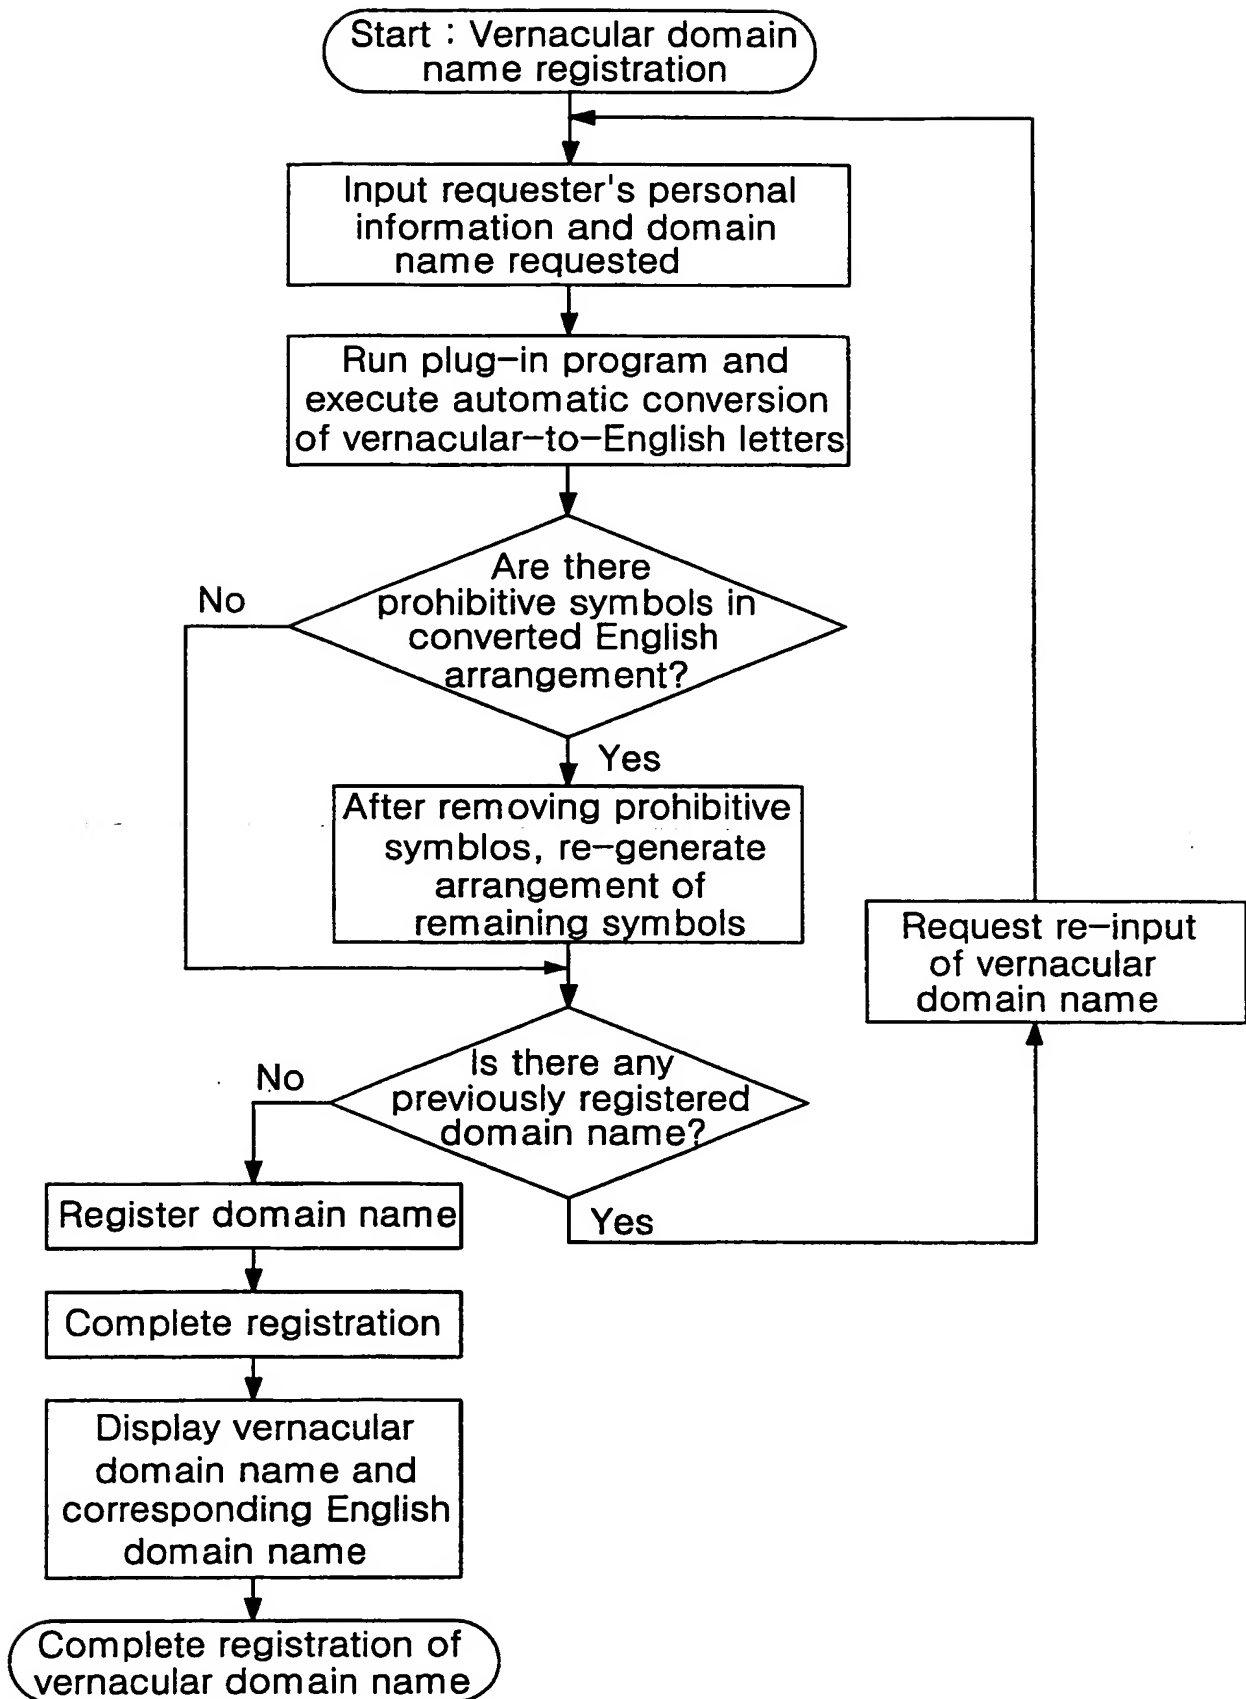 Start : Vernacular domain
name registration
Input requester's personal
information and domain
name requested
Run plug-in program and
execute automatic conversion
of vernacular-to-English letters
Are there
prohibitive symbols in
converted English
arrangement?
No
Yes
After removing prohibitive
symblos, re-generate
arrangement of
remaining symbols
Request re-input
of vernacular
domain name
Is there any
previously registered
domain name?
No
Yes
Register domain name
Complete registration
Display vernacular
domain name and
corresponding English
domain name
Complete registration of
vernacular domain name